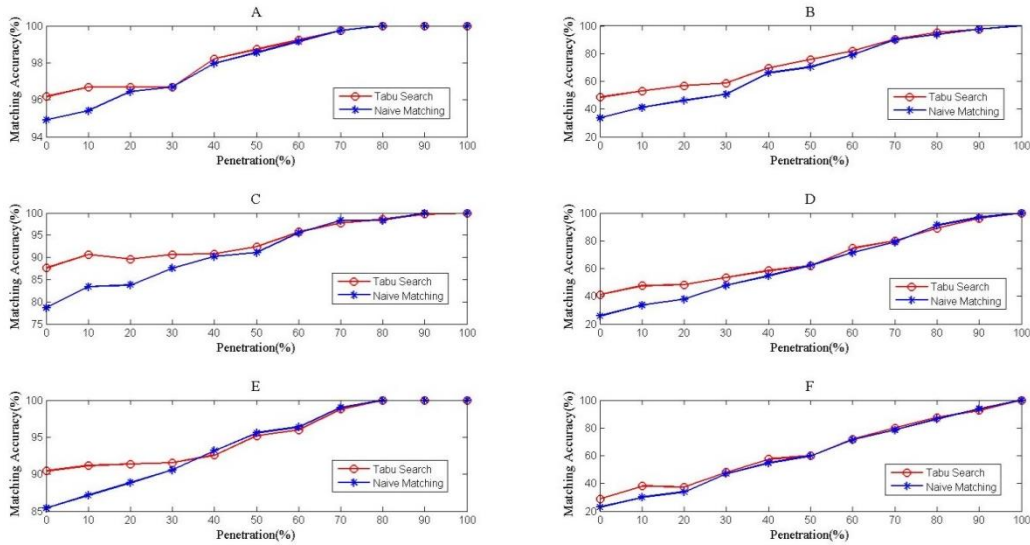 A
Matching Accuracy(%)
100
98
96
94
0 10 20 30 40 50 60 70 80 90 100
Penetration(%)
Tabu Search
Naive Matching
B
Matching Accuracy(%)
100
80
60
40
20
0 10 20 30 40 50 60 70 80 90 100
Penetration(%)
Tabu Search
Naive Matching
C
Matching Accuracy(%)
100
95
90
85
80
75
0 10 20 30 40 50 60 70 80 90 100
Penetration(%)
Tabu Search
Naive Matching
D
Matching Accuracy(%)
100
80
60
40
20
0 10 20 30 40 50 60 70 80 90 100
Penetration(%)
Tabu Search
Naive Matching
E
Matching Accuracy(%)
100
95
90
85
0 10 20 30 40 50 60 70 80 90 100
Penetration(%)
Tabu Search
Naive Matching
F
Matching Accuracy(%)
100
80
60
40
20
0 10 20 30 40 50 60 70 80 90 100
Penetration(%)
Tabu Search
Naive Matching